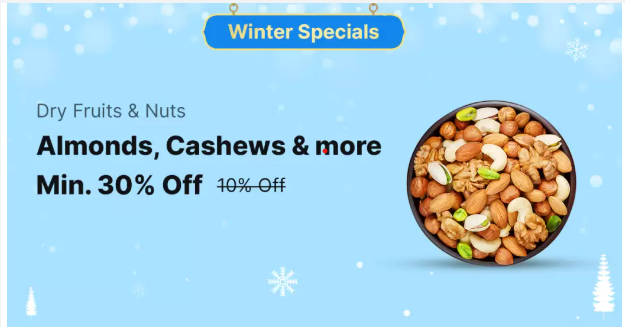 Winter Specials
Dry Fruits & Nuts
Almonds, Cashews & more
Min. 30% Off 10% Off